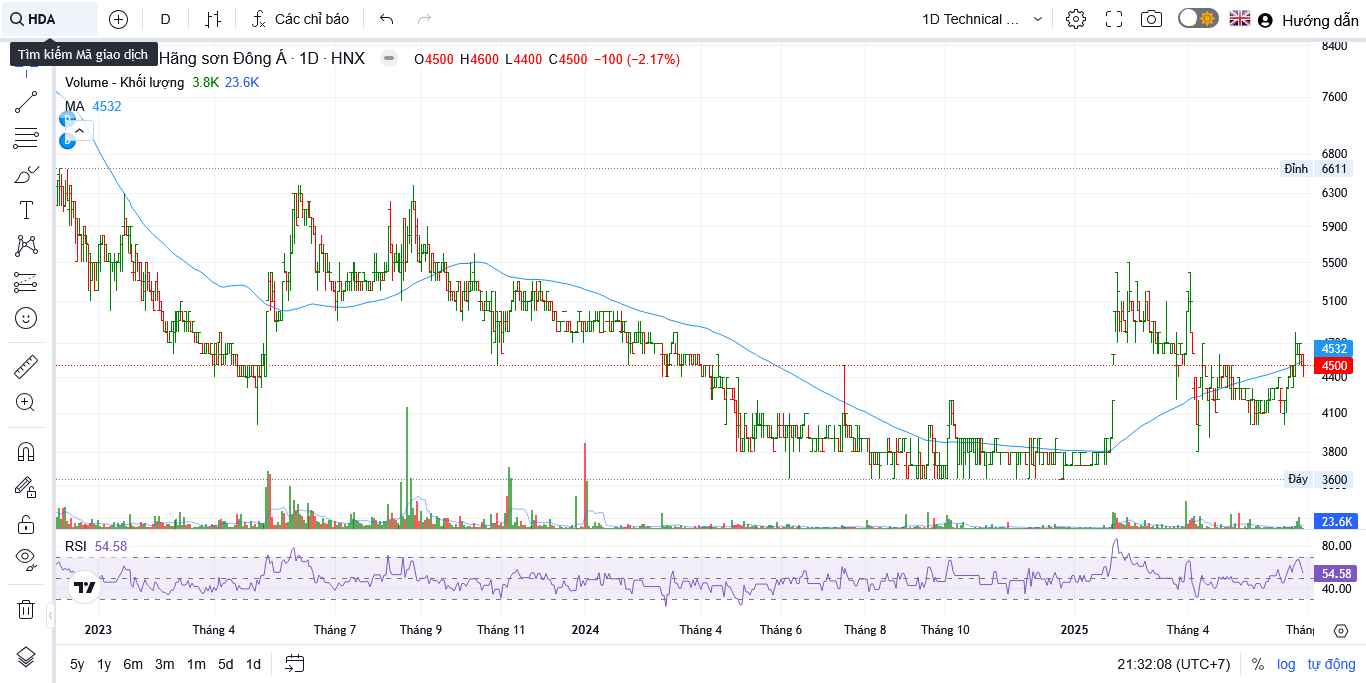 HDA D Các chỉ báo 1D Technical ... Hướng dẫn
Tìm kiếm Mã giao dịch
Hãng sơn Đông Á · 1D · HNX O4500 H4600 L4400 C4500 −100 (−2.17%)
Volume - Khối lượng 3.8K 23.6K
MA 4532
D
8400
7600
6800
Đỉnh 6611
6300
5900
5500
5100
4532
4500
4400
4100
3800
Đáy 3600
23.6K
RSI 54.58
80.00
54.58
40.00
2023 Tháng 4 Tháng 7 Tháng 9 Tháng 11 2024 Tháng 4 Tháng 6 Tháng 8 Tháng 10 2025 Tháng 4
5y 1y 6m 3m 1m 5d 1d 21:32:08 (UTC+7) % log tự động